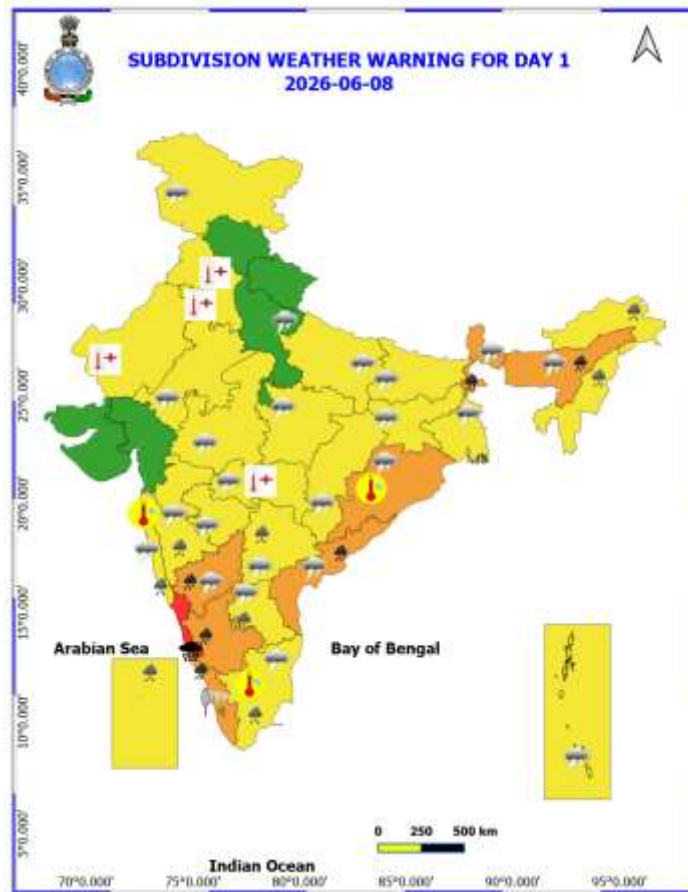 SUBDIVISION WEATHER WARNING FOR DAY 1
2026-06-08
40°0.000'
35°0.000'
30°0.000'
25°0.000'
20°0.000'
15°0.000'
10°0.000'
5°0.000'
Arabian Sea
Bay of Bengal
0 250 500 km
Indian Ocean
70°0.000' 75°0.000' 80°0.000' 85°0.000' 90°0.000' 95°0.000'